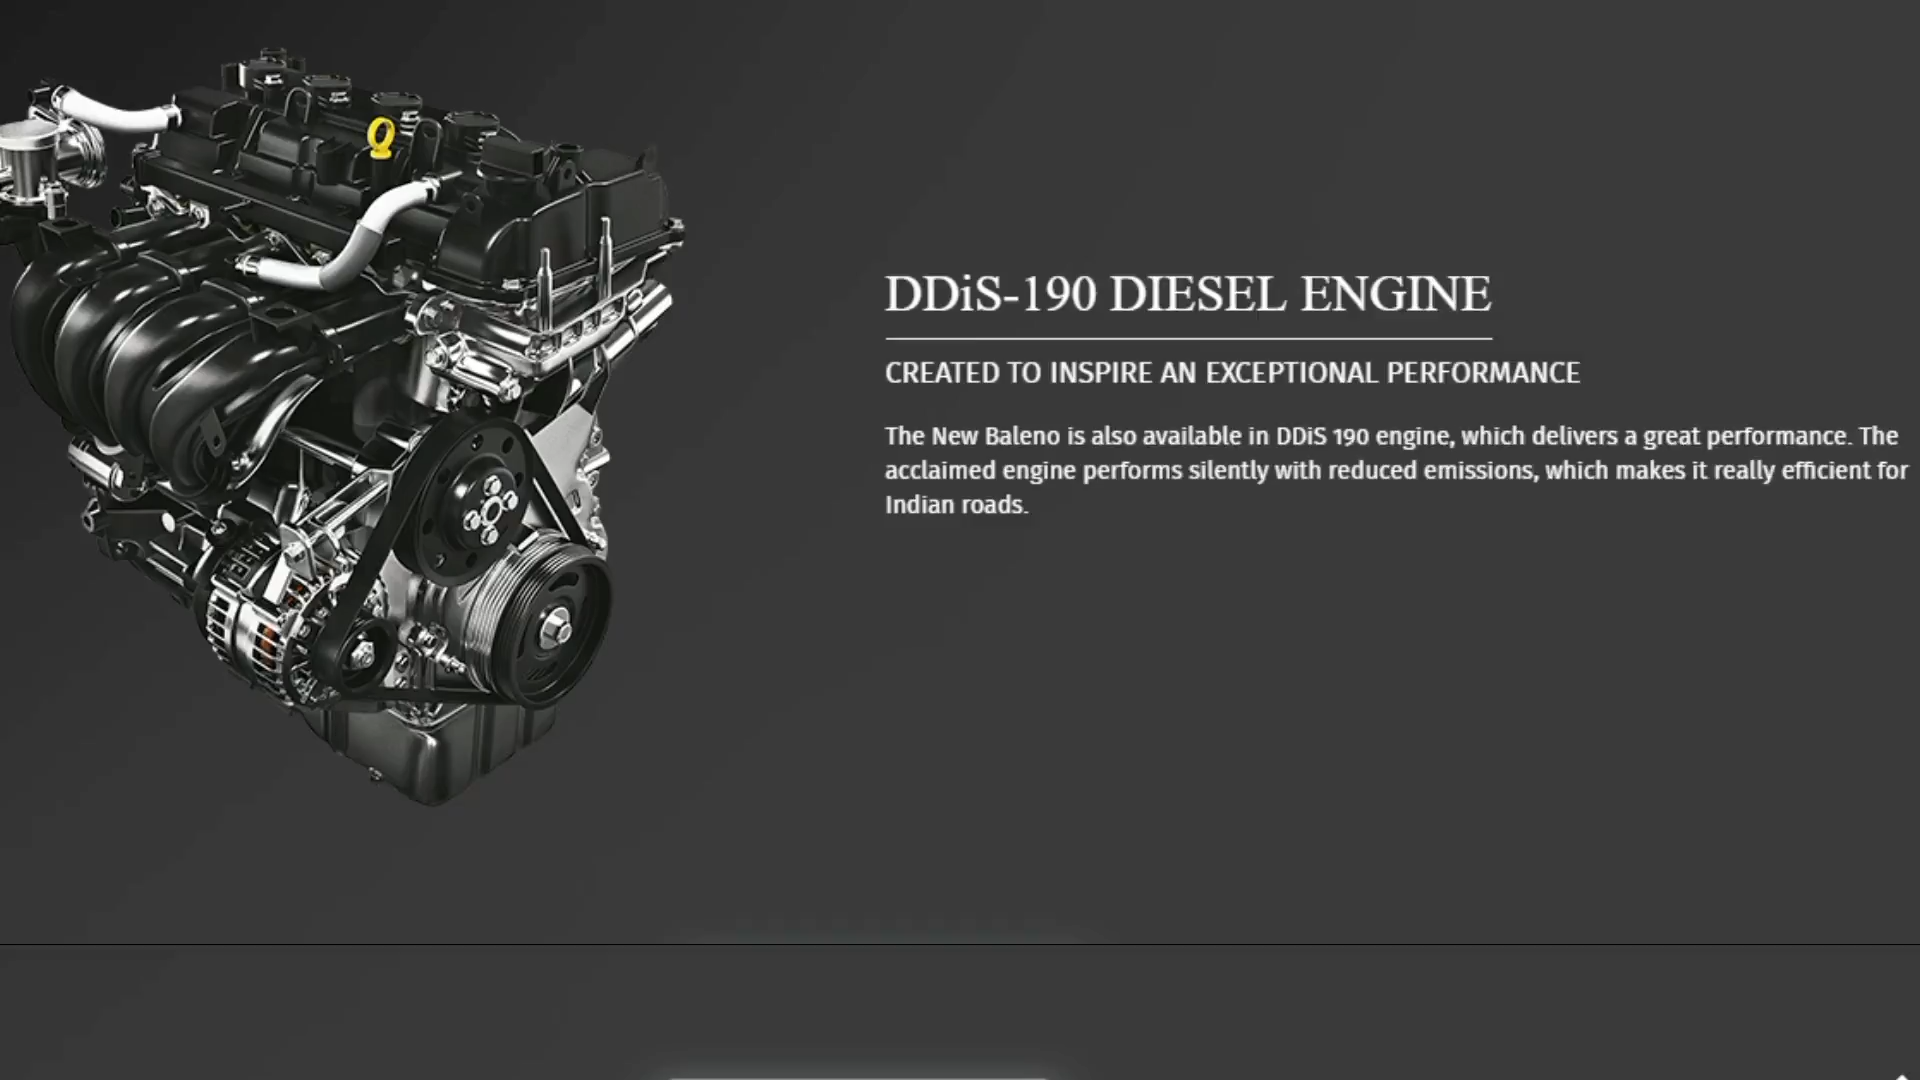 DDiS-190 DIESEL ENGINE
CREATED TO INSPIRE AN EXCEPTIONAL PERFORMANCE
The New Baleno is also available in DDiS 190 engine, which delivers a great performance. The
acclaimed engine performs silently with reduced emissions, which makes it really efficient for
Indian roads.